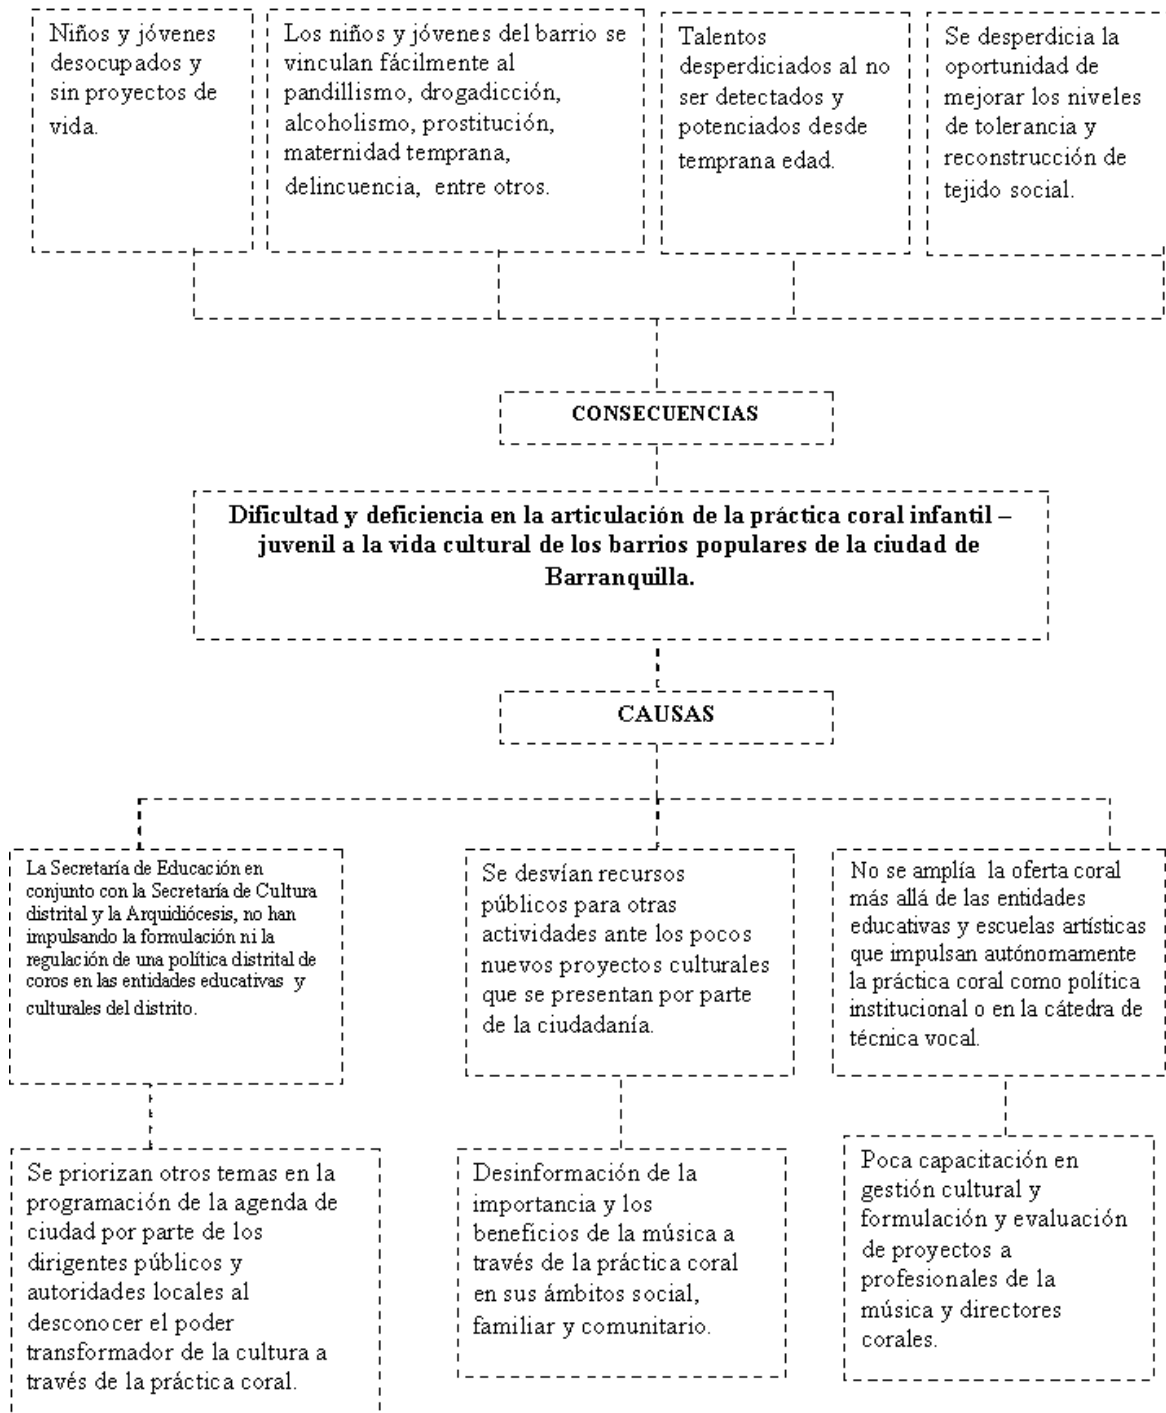 Niños y jóvenes
desocupados y
sin proyectos de
vida.
Los niños y jóvenes del barrio se
vinculan fácilmente al
pandillismo, drogadicción,
alcoholismo, prostitución,
maternidad temprana,
delincuencia, entre otros.
Talentos
desperdiciados al no
ser detectados y
potenciados desde
temprana edad.
Se desperdicia la
oportunidad de
mejorar los niveles
de tolerancia y
reconstrucción de
tejido social.
CONSECUENCIAS
Dificultad y deficiencia en la articulación de la práctica coral infantil –
juvenil a la vida cultural de los barrios populares de la ciudad de
Barranquilla.
CAUSAS
La Secretaría de Educación en
conjunto con la Secretaría de Cultura
distrital y la Arquidiócesis, no han
impulsando la formulación ni la
regulación de una política distrital de
coros en las entidades educativas y
culturales del distrito.
Se desvían recursos
públicos para otras
actividades ante los pocos
nuevos proyectos culturales
que se presentan por parte
de la ciudadanía.
No se amplía la oferta coral
más allá de las entidades
educativas y escuelas artísticas
que impulsan autónomamente
la práctica coral como política
institucional o en la cátedra de
técnica vocal.
Se priorizan otros temas en la
programación de la agenda de
ciudad por parte de los
dirigentes públicos y
autoridades locales al
desconocer el poder
transformador de la cultura a
través de la práctica coral.
Desinformación de la
importancia y los
beneficios de la música a
través de la práctica coral
en sus ámbitos social,
familiar y comunitario.
Poca capacitación en
gestión cultural y
formulación y evaluación
de proyectos a
profesionales de la
música y directores
corales.